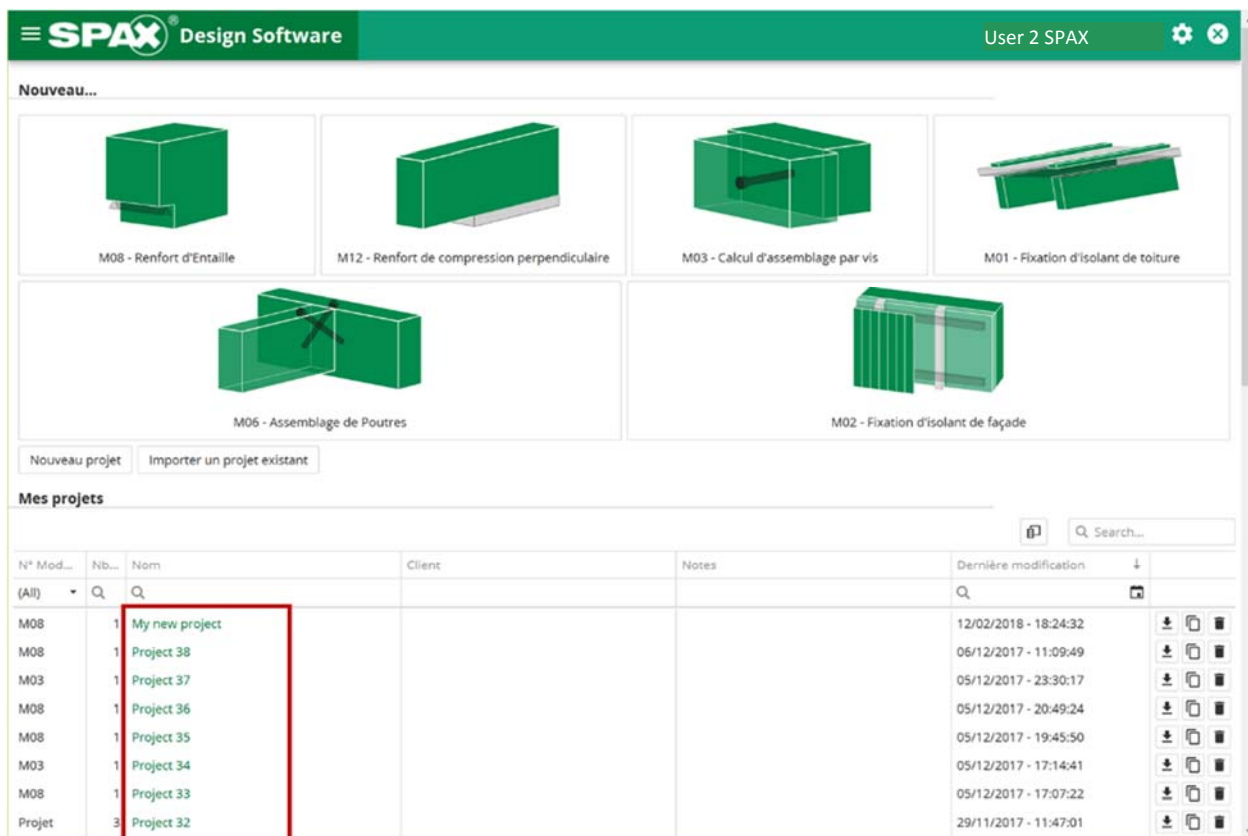 SPAX® Design Software User 2 SPAX
Nouveau...
M08 - Renfort d'Entaille M12 - Renfort de compression perpendiculaire M03 - Calcul d'assemblage par vis M01 - Fixation d'isolant de toiture
M06 - Assemblage de Poutres M02 - Fixation d'isolant de façade
Nouveau projet Importer un projet existant
Mes projets
Search...
N° Mod... Nb... Nom Client Notes Dernière modification
(All)
M08 1 My new project 12/02/2018 - 18:24:32
M08 1 Project 38 06/12/2017 - 11:09:49
M03 1 Project 37 05/12/2017 - 23:30:17
M08 1 Project 36 05/12/2017 - 20:49:24
M08 1 Project 35 05/12/2017 - 19:45:50
M03 1 Project 34 05/12/2017 - 17:14:41
M08 1 Project 33 05/12/2017 - 17:07:22
Projet 3 Project 32 29/11/2017 - 11:47:01